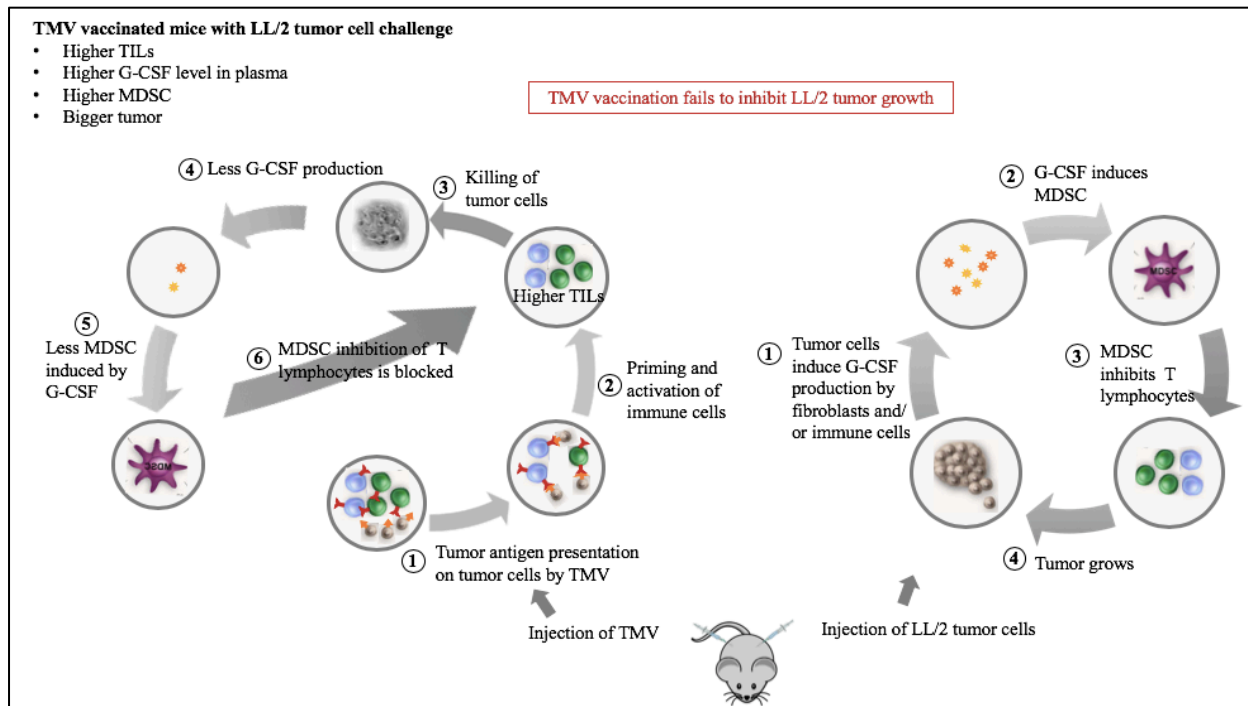 TMV vaccinated mice with LL/2 tumor cell challenge
• Higher TILs
• Higher G-CSF level in plasma
• Higher MDSC
• Bigger tumor
TMV vaccination fails to inhibit LL/2 tumor growth
4 Less G-CSF production
3 Killing of
tumor cells
Higher TILs
5
Less MDSC
induced by
G-CSF
6 MDSC inhibition of T
lymphocytes is blocked
2 Priming and
activation of
immune cells
MDSC
1 Tumor antigen presentation
on tumor cells by TMV
Injection of TMV
2 G-CSF induces
MDSC
MDSC
1 Tumor cells
induce G-CSF
production by
fibroblasts and/
or immune cells
3 MDSC
inhibits T
lymphocytes
4 Tumor grows
Injection of LL/2 tumor cells